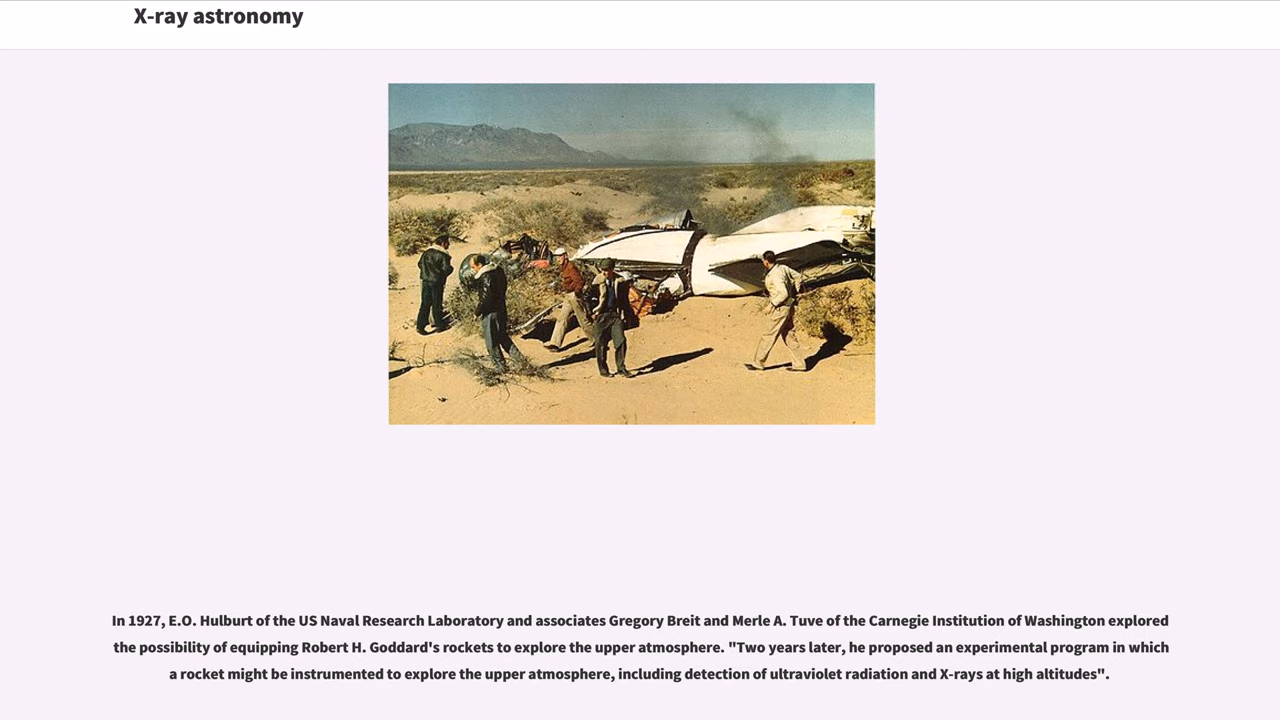 X-ray astronomy
In 1927, E.O. Hulburt of the US Naval Research Laboratory and associates Gregory Breit and Merle A. Tuve of the Carnegie Institution of Washington explored
the possibility of equipping Robert H. Goddard's rockets to explore the upper atmosphere. "Two years later, he proposed an experimental program in which
a rocket might be instrumented to explore the upper atmosphere, including detection of ultraviolet radiation and X-rays at high altitudes".